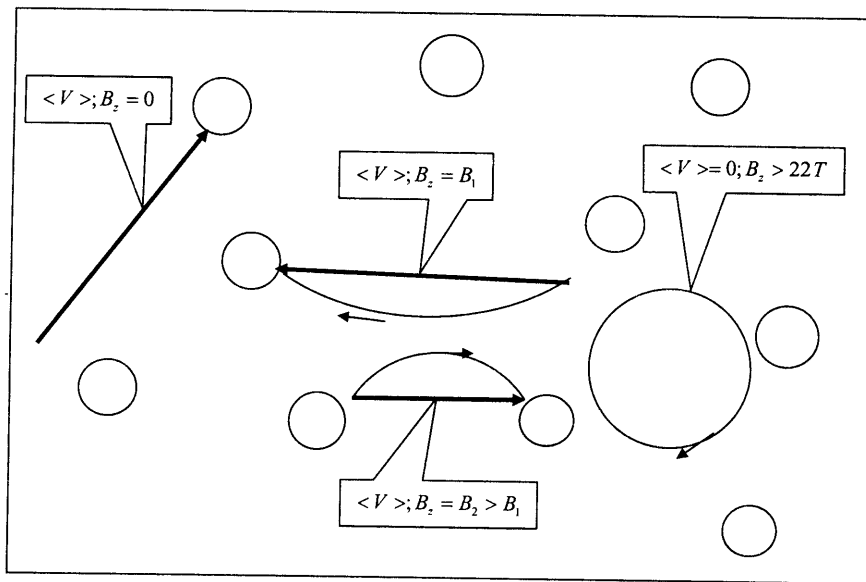 <V>; B_z = 0
<V>; B_z = B_1
<V>= 0; B_z > 22T
<V>; B_z = B_2 > B_1